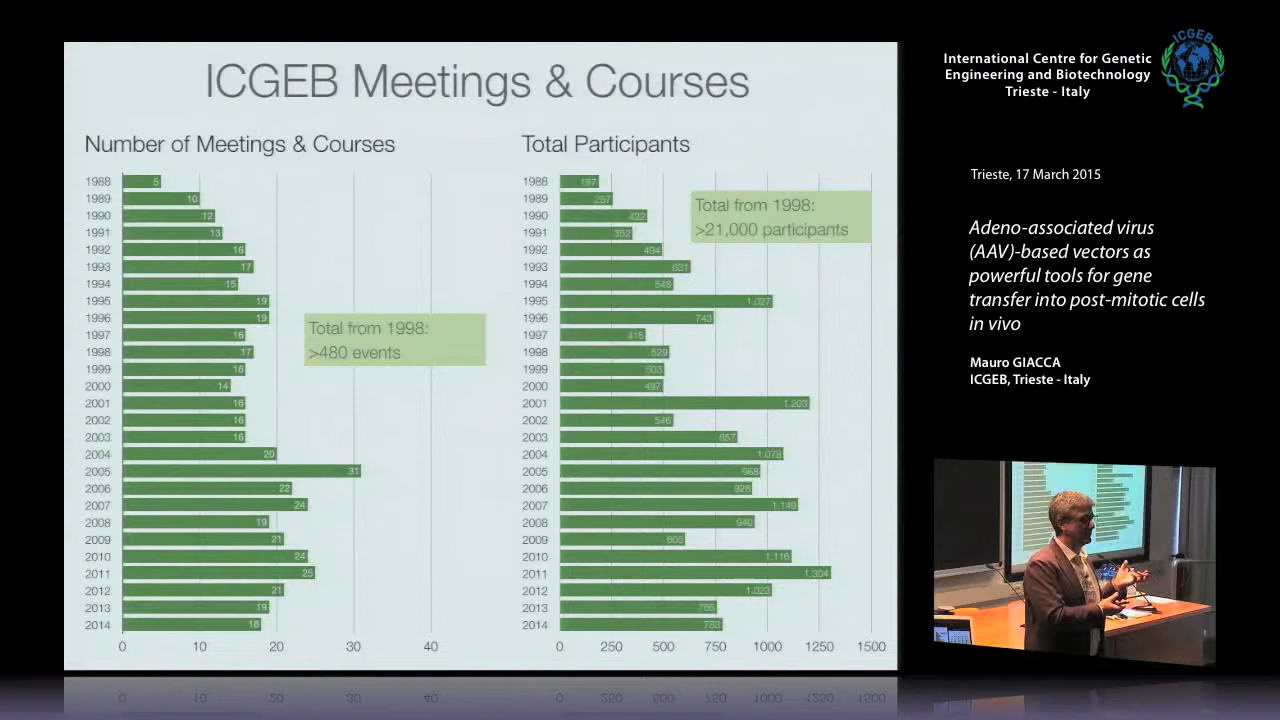 ICGEB Meetings & Courses
Number of Meetings & Courses
1988 5
1989 10
1990 12
1991 13
1992 16
1993 17
1994 15
1995 19
1996 19
1997 16
1998 17
1999 16
2000 14
2001 16
2002 16
2003 16
2004 20
2005 31
2006 22
2007 24
2008 19
2009 21
2010 24
2011 25
2012 21
2013 19
2014 18
0 10 20 30 40
Total from 1998:
>480 events
Total Participants
1988 187
1989 257
1990 422
1991 352
1992 494
1993 631
1994 548
1995 1.027
1996 743
1997 416
1998 529
1999 503
2000 497
2001 1.203
2002 546
2003 857
2004 1.078
2005 968
2006 928
2007 1.149
2008 940
2009 605
2010 1.116
2011 1.304
2012 1.023
2013
2014 783
0 250 500 750 1000 1250 1500
Total from 1998:
>21,000 participants
International Centre for Genetic
Engineering and Biotechnology
Trieste - Italy
ICGEB
Trieste, 17 March 2015
Adeno-associated virus
(AAV)-based vectors as
powerful tools for gene
transfer into post-mitotic cells
in vivo
Mauro GIACCA
ICGEB, Trieste - Italy